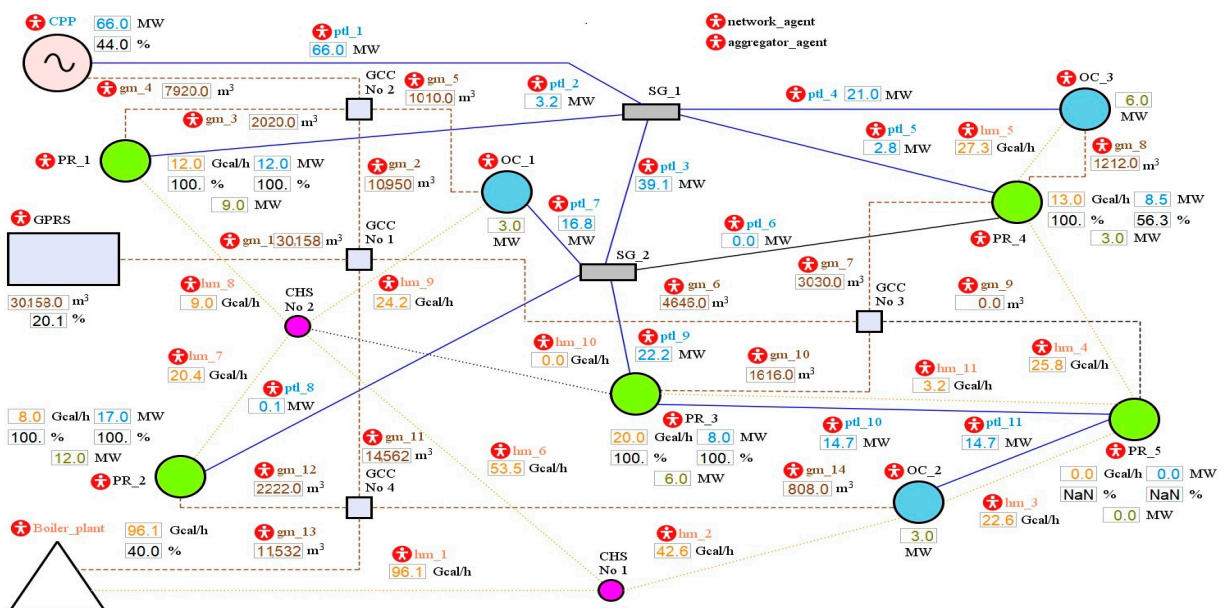 CPP 66.0 MW
44.0 %
ptl_1
66.0 MW
network_agent
aggregator_agent
GCC
No 2
gm_4 7920.0 m³
gm_5
1010.0 m³
gm_3 2020.0 m³
ptl_2
3.2 MW
SG_1
ptl_4 21.0 MW
OC_3
6.0
MW
ptl_5
2.8 MW
hm_5
27.3 Gcal/h
gm_8
1212.0 m³
PR_1
12.0 Gcal/h 12.0 MW
100. % 100. %
9.0 MW
gm_2
10950 m³
OC_1
3.0
MW
ptl_3
39.1 MW
ptl_7
16.8
MW
ptl_6
0.0 MW
13.0 Gcal/h 8.5 MW
100. % 56.3 %
3.0 MW
PR_4
GPRS
30158.0 m³
20.1 %
gm_1 30.158 m³
GCC
No 1
SG_2
hm_8
9.0 Gcal/h
CHS
No 2
hm_9
24.2 Gcal/h
gm_6
4646.0 m³
gm_7
3030.0 m³
GCC
No 3
gm_9
0.0 m³
hm_7
20.4 Gcal/h
hm_10
0.0 Gcal/h
ptl_9
22.2 MW
gm_10
1616.0 m³
hm_11
3.2 Gcal/h
hm_4
25.8 Gcal/h
ptl_8
0.1 MW
8.0 Gcal/h 17.0 MW
100. % 100. %
12.0 MW
PR_2
PR_3
20.0 Gcal/h 8.0 MW
100. % 100. %
6.0 MW
ptl_10
14.7 MW
ptl_11
14.7 MW
PR_5
0.0 Gcal/h 0.0 MW
NaN % NaN %
0.0 MW
gm_11
14562 m³
hm_6
53.5 Gcal/h
gm_12
2222.0 m³
GCC
No 4
gm_14
808.0 m³
OC_2
3.0
MW
hm_3
22.6 Gcal/h
Boiler_plant 96.1 Gcal/h
40.0 %
gm_13
11,532 m³
hm_1
96.1 Gcal/h
CHS
No 1
hm_2
42.6 Gcal/h